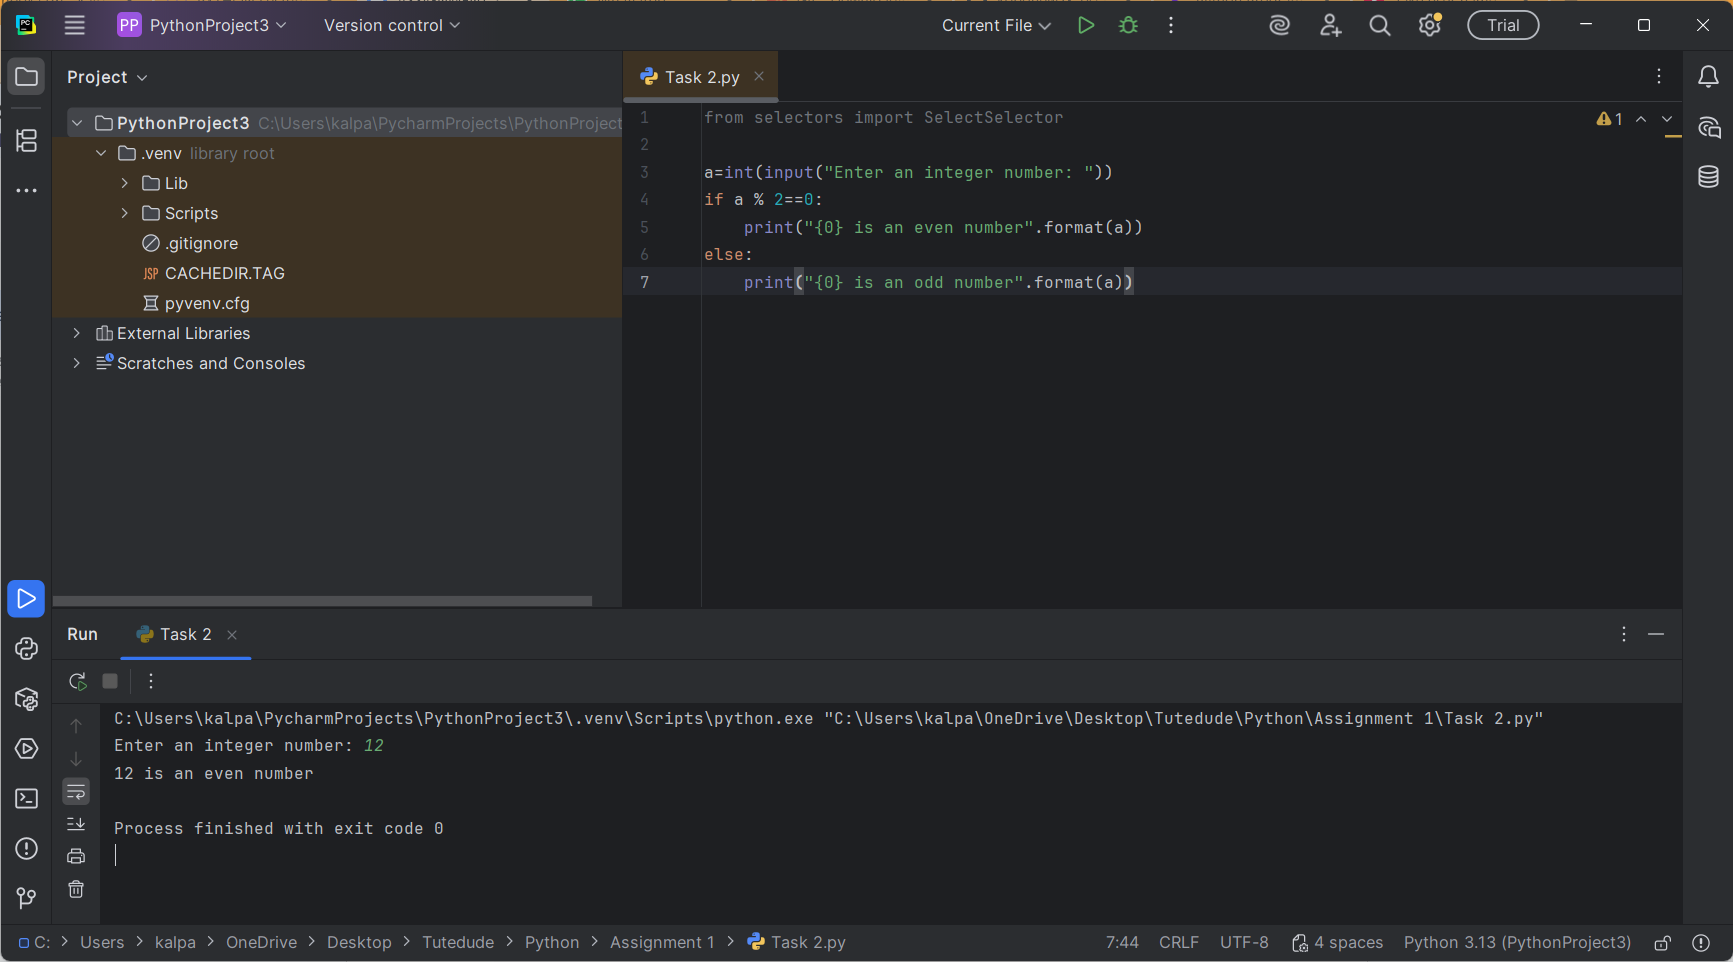 PC PP PythonProject3 Version control Current File Trial
Project
Task 2.py
PythonProject3 C:\Users\kalpa\PycharmProjects\PythonProject
.venv library root
Lib
Scripts
.gitignore
JSP CACHEDIR.TAG
pyvenv.cfg
External Libraries
Scratches and Consoles
1 from selectors import SelectSelector
1
2
3 a=int(input("Enter an integer number: "))
4 if a % 2==0:
5 print("{0} is an even number".format(a))
6 else:
7 print("{0} is an odd number".format(a))
Run Task 2
C:\Users\kalpa\PycharmProjects\PythonProject3\.venv\Scripts\python.exe "C:\Users\kalpa\OneDrive\Desktop\Tutedude\Python\Assignment 1\Task 2.py"
Enter an integer number: 12
12 is an even number
Process finished with exit code 0
C: > Users > kalpa > OneDrive > Desktop > Tutedude > Python > Assignment 1 > Task 2.py 7:44 CRLF UTF-8 4 spaces Python 3.13 (PythonProject3)